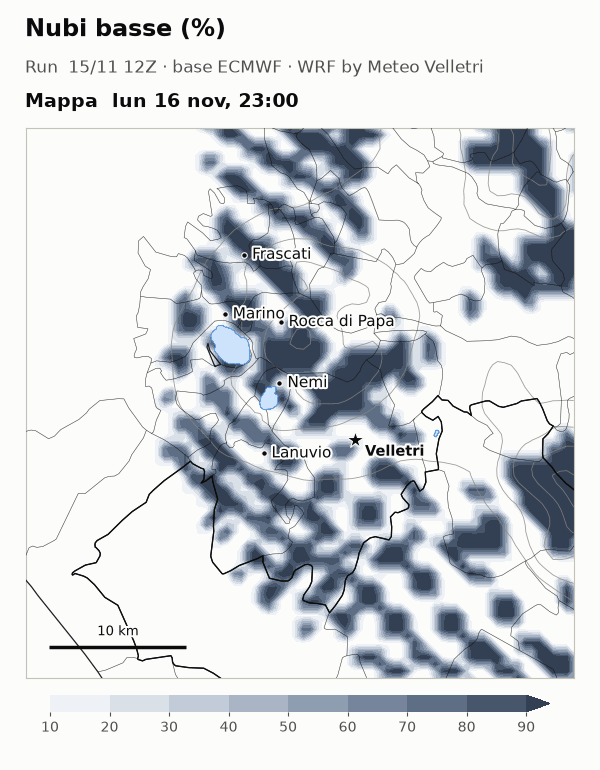 Nubi basse (%)
Run  15/11 12Z · base ECMWF · WRF by Meteo Velletri
Mappa  lun 16 nov, 23:00
Frascati
Marino
Rocca di Papa
Nemi
Velletri
Lanuvio
10 km
10 20 30 40 50 60 70 80 90